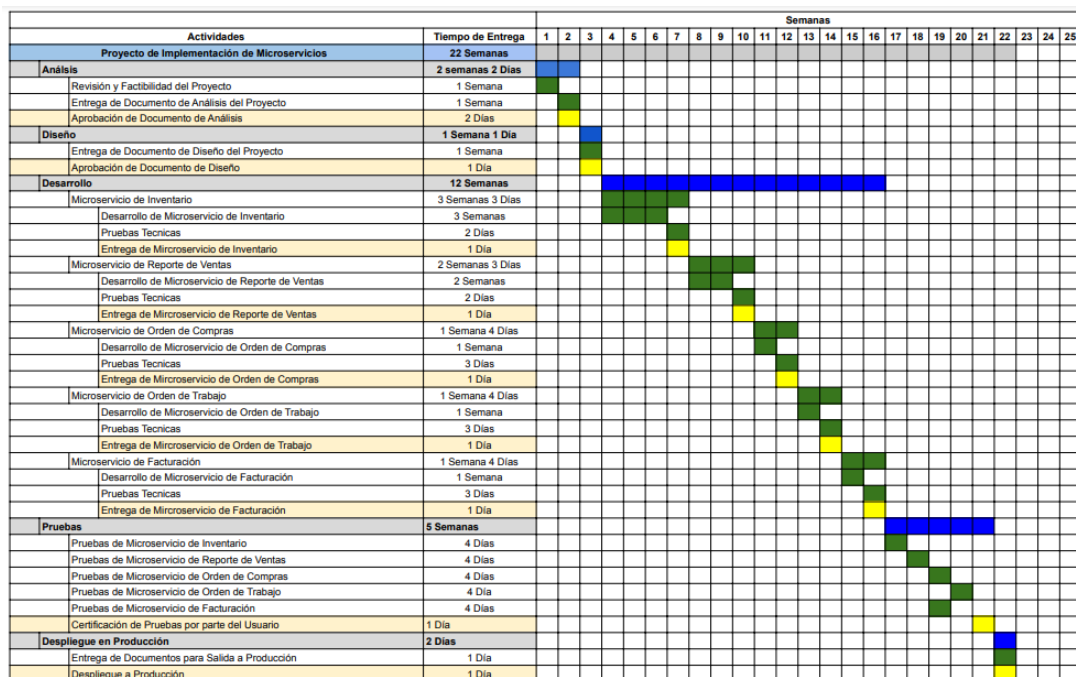 Semanas
Actividades Tiempo de Entrega 1 2 3 4 5 6 7 8 9 10 11 12 13 14 15 16 17 18 19 20 21 22 23 24 25
Proyecto de Implementación de Microservicios 22 Semanas
Análsis 2 semanas 2 Días
Revisión y Factibilidad del Proyecto 1 Semana
Entrega de Documento de Análisis del Proyecto 1 Semana
Aprobación de Documento de Análisis 2 Días
Diseño 1 Semana 1 Día
Entrega de Documento de Diseño del Proyecto 1 Semana
Aprobación de Documento de Diseño 1 Día
Desarrollo 12 Semanas
Microservicio de Inventario 3 Semanas 3 Días
Desarrollo de Microservicio de Inventario 3 Semanas
Pruebas Tecnicas 2 Días
Entrega de Mircroservicio de Inventario 1 Día
Microservicio de Reporte de Ventas 2 Semanas 3 Días
Desarrollo de Microservicio de Reporte de Ventas 2 Semanas
Pruebas Tecnicas 2 Días
Entrega de Mircroservicio de Reporte de Ventas 1 Día
Microservicio de Orden de Compras 1 Semana 4 Días
Desarrollo de Microservicio de Orden de Compras 1 Semana
Pruebas Tecnicas 3 Días
Entrega de Mircroservicio de Orden de Compras 1 Día
Microservicio de Orden de Trabajo 1 Semana 4 Días
Desarrollo de Microservicio de Orden de Trabajo 1 Semana
Pruebas Tecnicas 3 Días
Entrega de Mircroservicio de Orden de Trabajo 1 Día
Microservicio de Facturación 1 Semana 4 Días
Desarrollo de Microservicio de Facturación 1 Semana
Pruebas Tecnicas 3 Días
Entrega de Mircroservicio de Facturación 1 Día
Pruebas 5 Semanas
Pruebas de Microservicio de Inventario 4 Días
Pruebas de Microservicio de Reporte de Ventas 4 Días
Pruebas de Microservicio de Orden de Compras 4 Días
Pruebas de Microservicio de Orden de Trabajo 4 Día
Pruebas de Microservicio de Facturación 4 Días
Certificación de Pruebas por parte del Usuario 1 Día
Despliegue en Producción 2 Dias
Entrega de Documentos para Salida a Producción 1 Día
Despliegue a Producción 1 Día